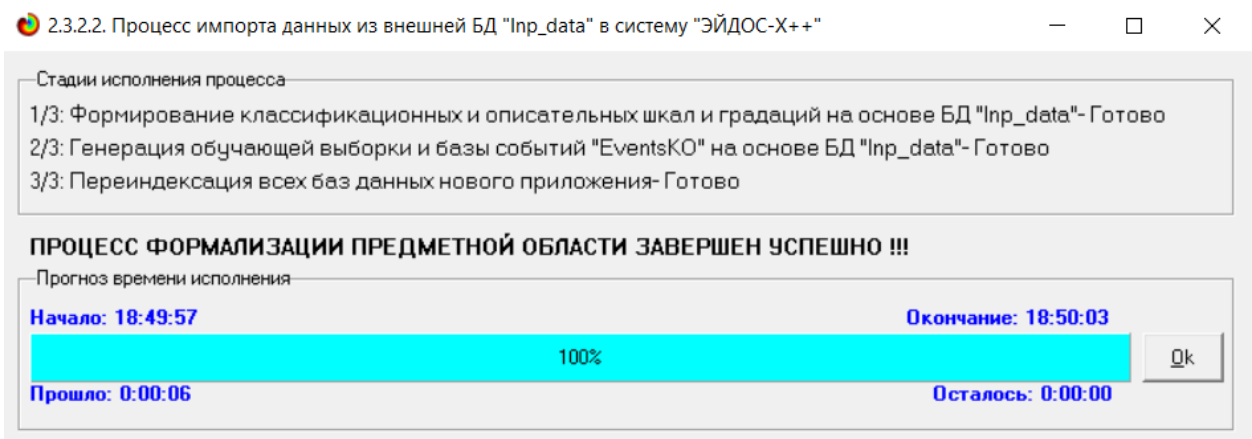 2.3.2.2. Процесс импорта данных из внешней БД "Inp_data" в систему "ЭЙДОС-X++"
Стадии исполнения процесса
1/3: Формирование классификационных и описательных шкал и градаций на основе БД "Inp_data"- Готово
2/3: Генерация обучающей выборки и базы событий "EventsKO" на основе БД "Inp_data"- Готово
3/3: Переиндексация всех баз данных нового приложения- Готово
ПРОЦЕСС ФОРМАЛИЗАЦИИ ПРЕДМЕТНОЙ ОБЛАСТИ ЗАВЕРШЕН УСПЕШНО !!!
Прогноз времени исполнения
Начало: 18:49:57 Окончание: 18:50:03
100% Ok
Прошло: 0:00:06 Осталось: 0:00:00